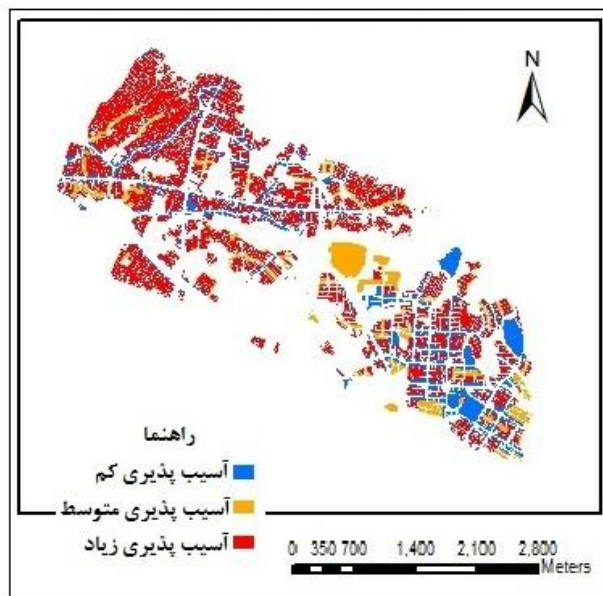 N
راهنما
آسیب پذیری کم
آسیب پذیری متوسط
آسیب پذیری زیاد
0 350 700 1,400 2,100 2,800
Meters